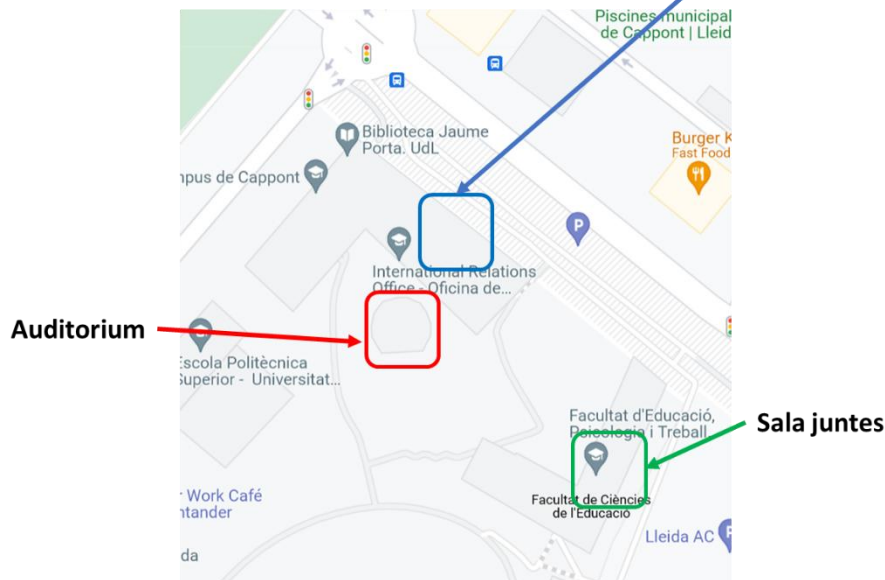 Piscines municipal
de Cappont | Lleid
Biblioteca Jaume
Porta. UdL
Burger K
Fast Food
npus de Cappont
P
International Relations
Office - Oficina de...
Auditorium
Escola Politècnica
Superior - Universitat...
Facultat d'Educació,
Psicologia i Treball
Sala juntes
r Work Café
ntander
Facultat de Ciències
de l'Educació
Lleida AC
P
da